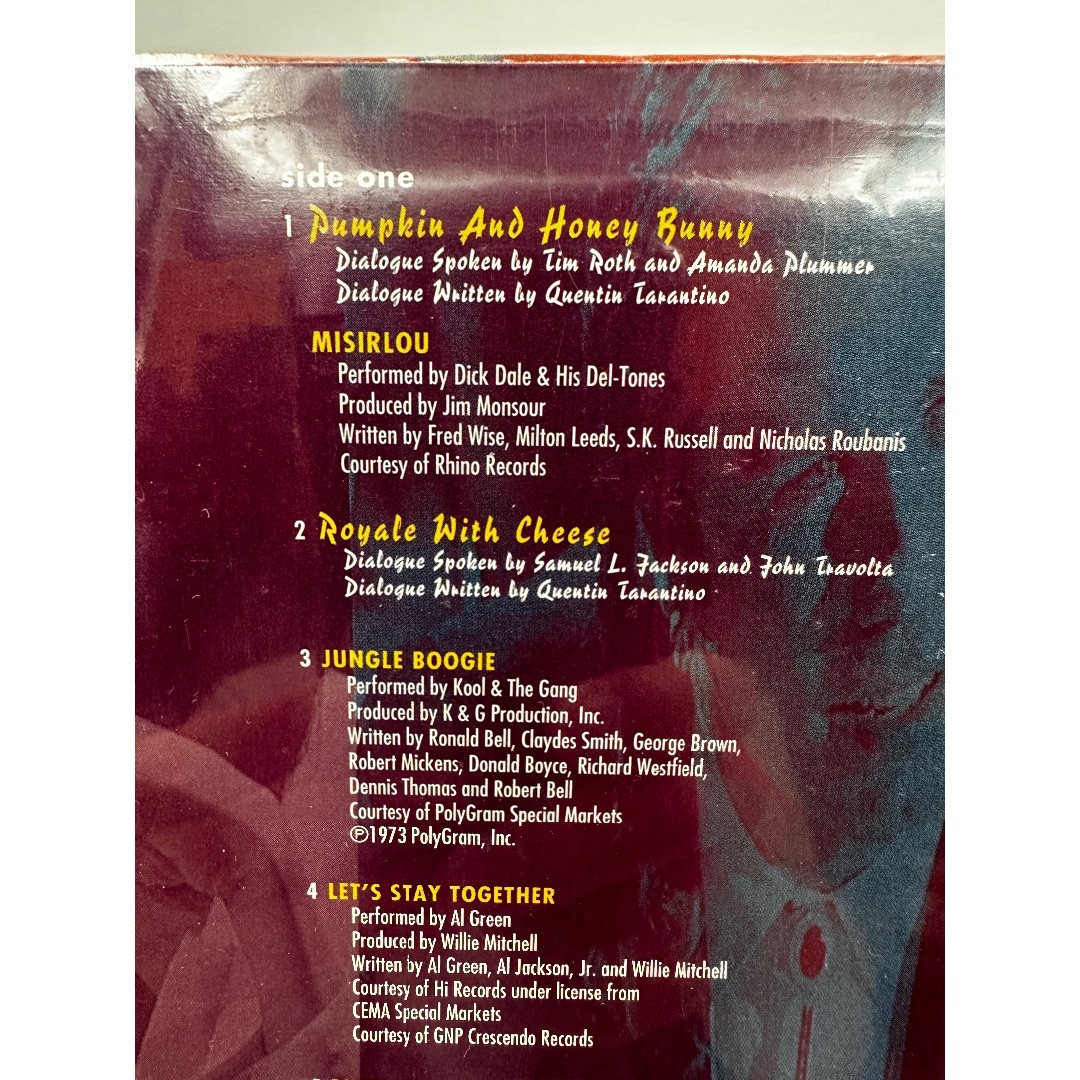 side one
1 Pumpkin And Honey Bunny
Dialogue Spoken by Tim Roth and Amanda Plummer
Dialogue Written by Quentin Tarantino
MISIRLOU
Performed by Dick Dale & His Del-Tones
Produced by Jim Monsour
Written by Fred Wise, Milton Leeds, S.K. Russell and Nicholas Roubanis
Courtesy of Rhino Records
2 Royale With Cheese
Dialogue Spoken by Samuel L. Jackson and John Travolta
Dialogue Written by Quentin Tarantino
3 JUNGLE BOOGIE
Performed by Kool & The Gang
Produced by K & G Production, Inc.
Written by Ronald Bell, Claydes Smith, George Brown,
Robert Mickens, Donald Boyce, Richard Westfield,
Dennis Thomas and Robert Bell
Courtesy of PolyGram Special Markets
℗1973 PolyGram, Inc.
4 LET'S STAY TOGETHER
Performed by Al Green
Produced by Willie Mitchell
Written by Al Green, Al Jackson, Jr. and Willie Mitchell
Courtesy of Hi Records under license from
CEMA Special Markets
Courtesy of GNP Crescendo Records